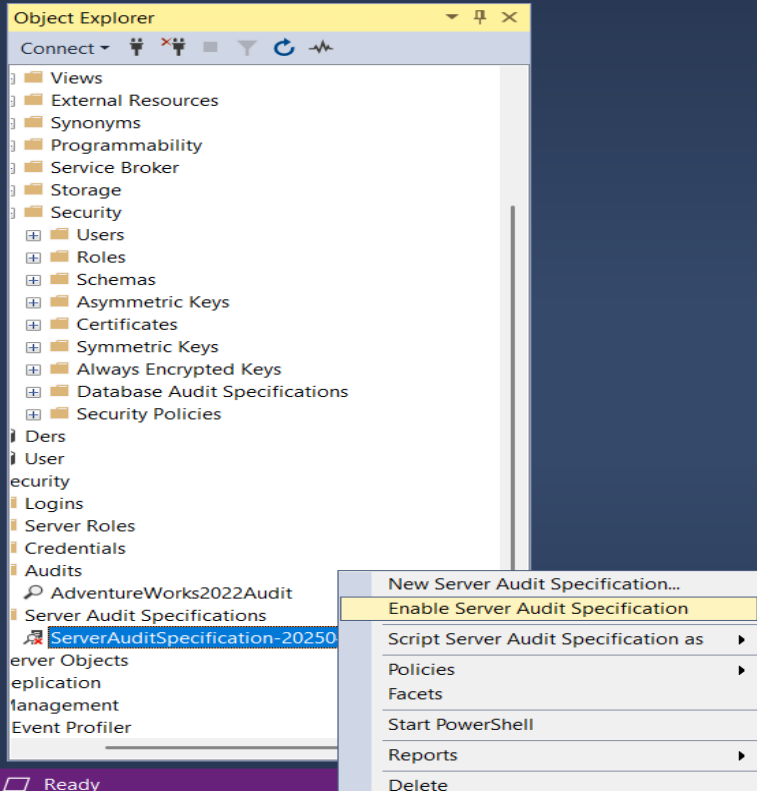 Object Explorer
Connect
Views
External Resources
Synonyms
Programmability
Service Broker
Storage
Security
Users
Roles
Schemas
Asymmetric Keys
Certificates
Symmetric Keys
Always Encrypted Keys
Database Audit Specifications
Security Policies
Ders
User
ecurity
Logins
Server Roles
Credentials
Audits
AdventureWorks2022Audit
Server Audit Specifications
ServerAuditSpecification-20250
erver Objects
eplication
anagement
Event Profiler
Ready
New Server Audit Specification...
Enable Server Audit Specification
Script Server Audit Specification as
Policies
Facets
Start PowerShell
Reports
Delete